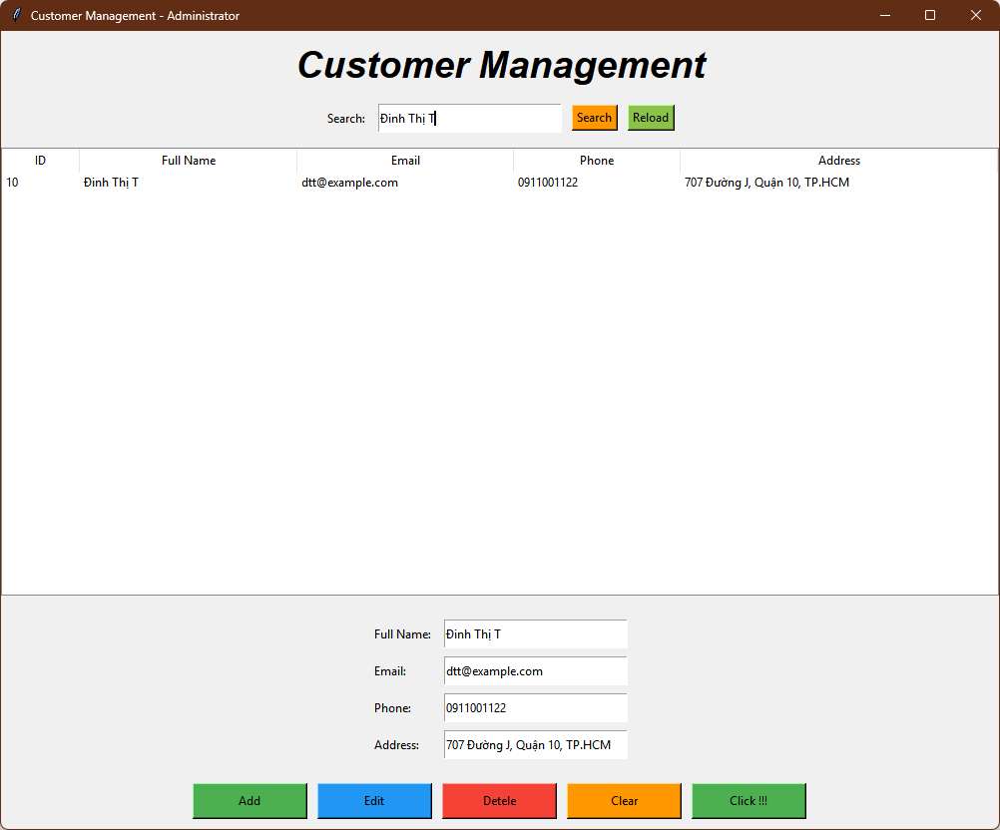 Customer Management - Administrator
Customer Management
Search: Đinh Thị T Search Reload
ID Full Name Email Phone Address
10 Đinh Thị T dtt@example.com 0911001122 707 Đường J, Quận 10, TP.HCM
Full Name: Đinh Thị T
Email: dtt@example.com
Phone: 0911001122
Address: 707 Đường J, Quận 10, TP.HCM
Add Edit Detele Clear Click !!!